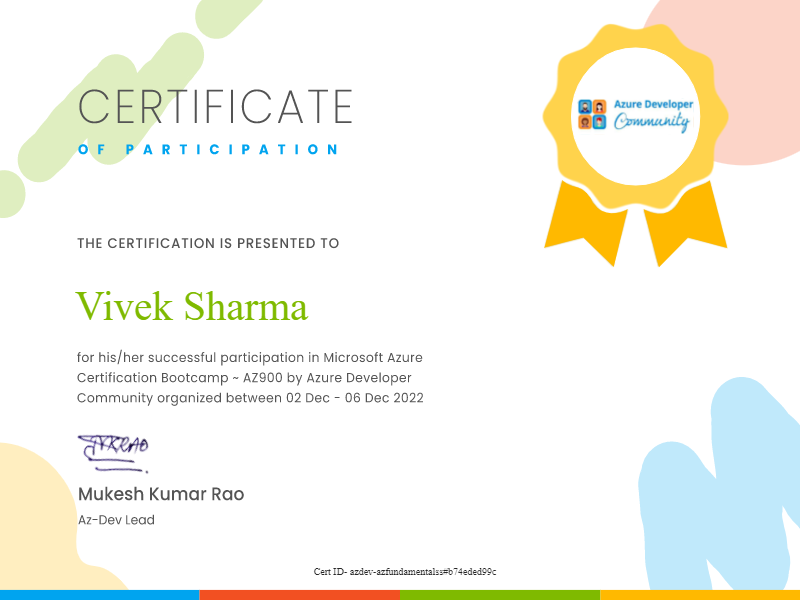 CERTIFICATE
OF PARTICIPATION
Azure Developer
Community
THE CERTIFICATION IS PRESENTED TO
Vivek Sharma
for his/her successful participation in Microsoft Azure
Certification Bootcamp ~ AZ900 by Azure Developer
Community organized between 02 Dec - 06 Dec 2022
Mukesh Kumar Rao
Az-Dev Lead
Cert ID- azdev-azfundamentalss#b74eded99c